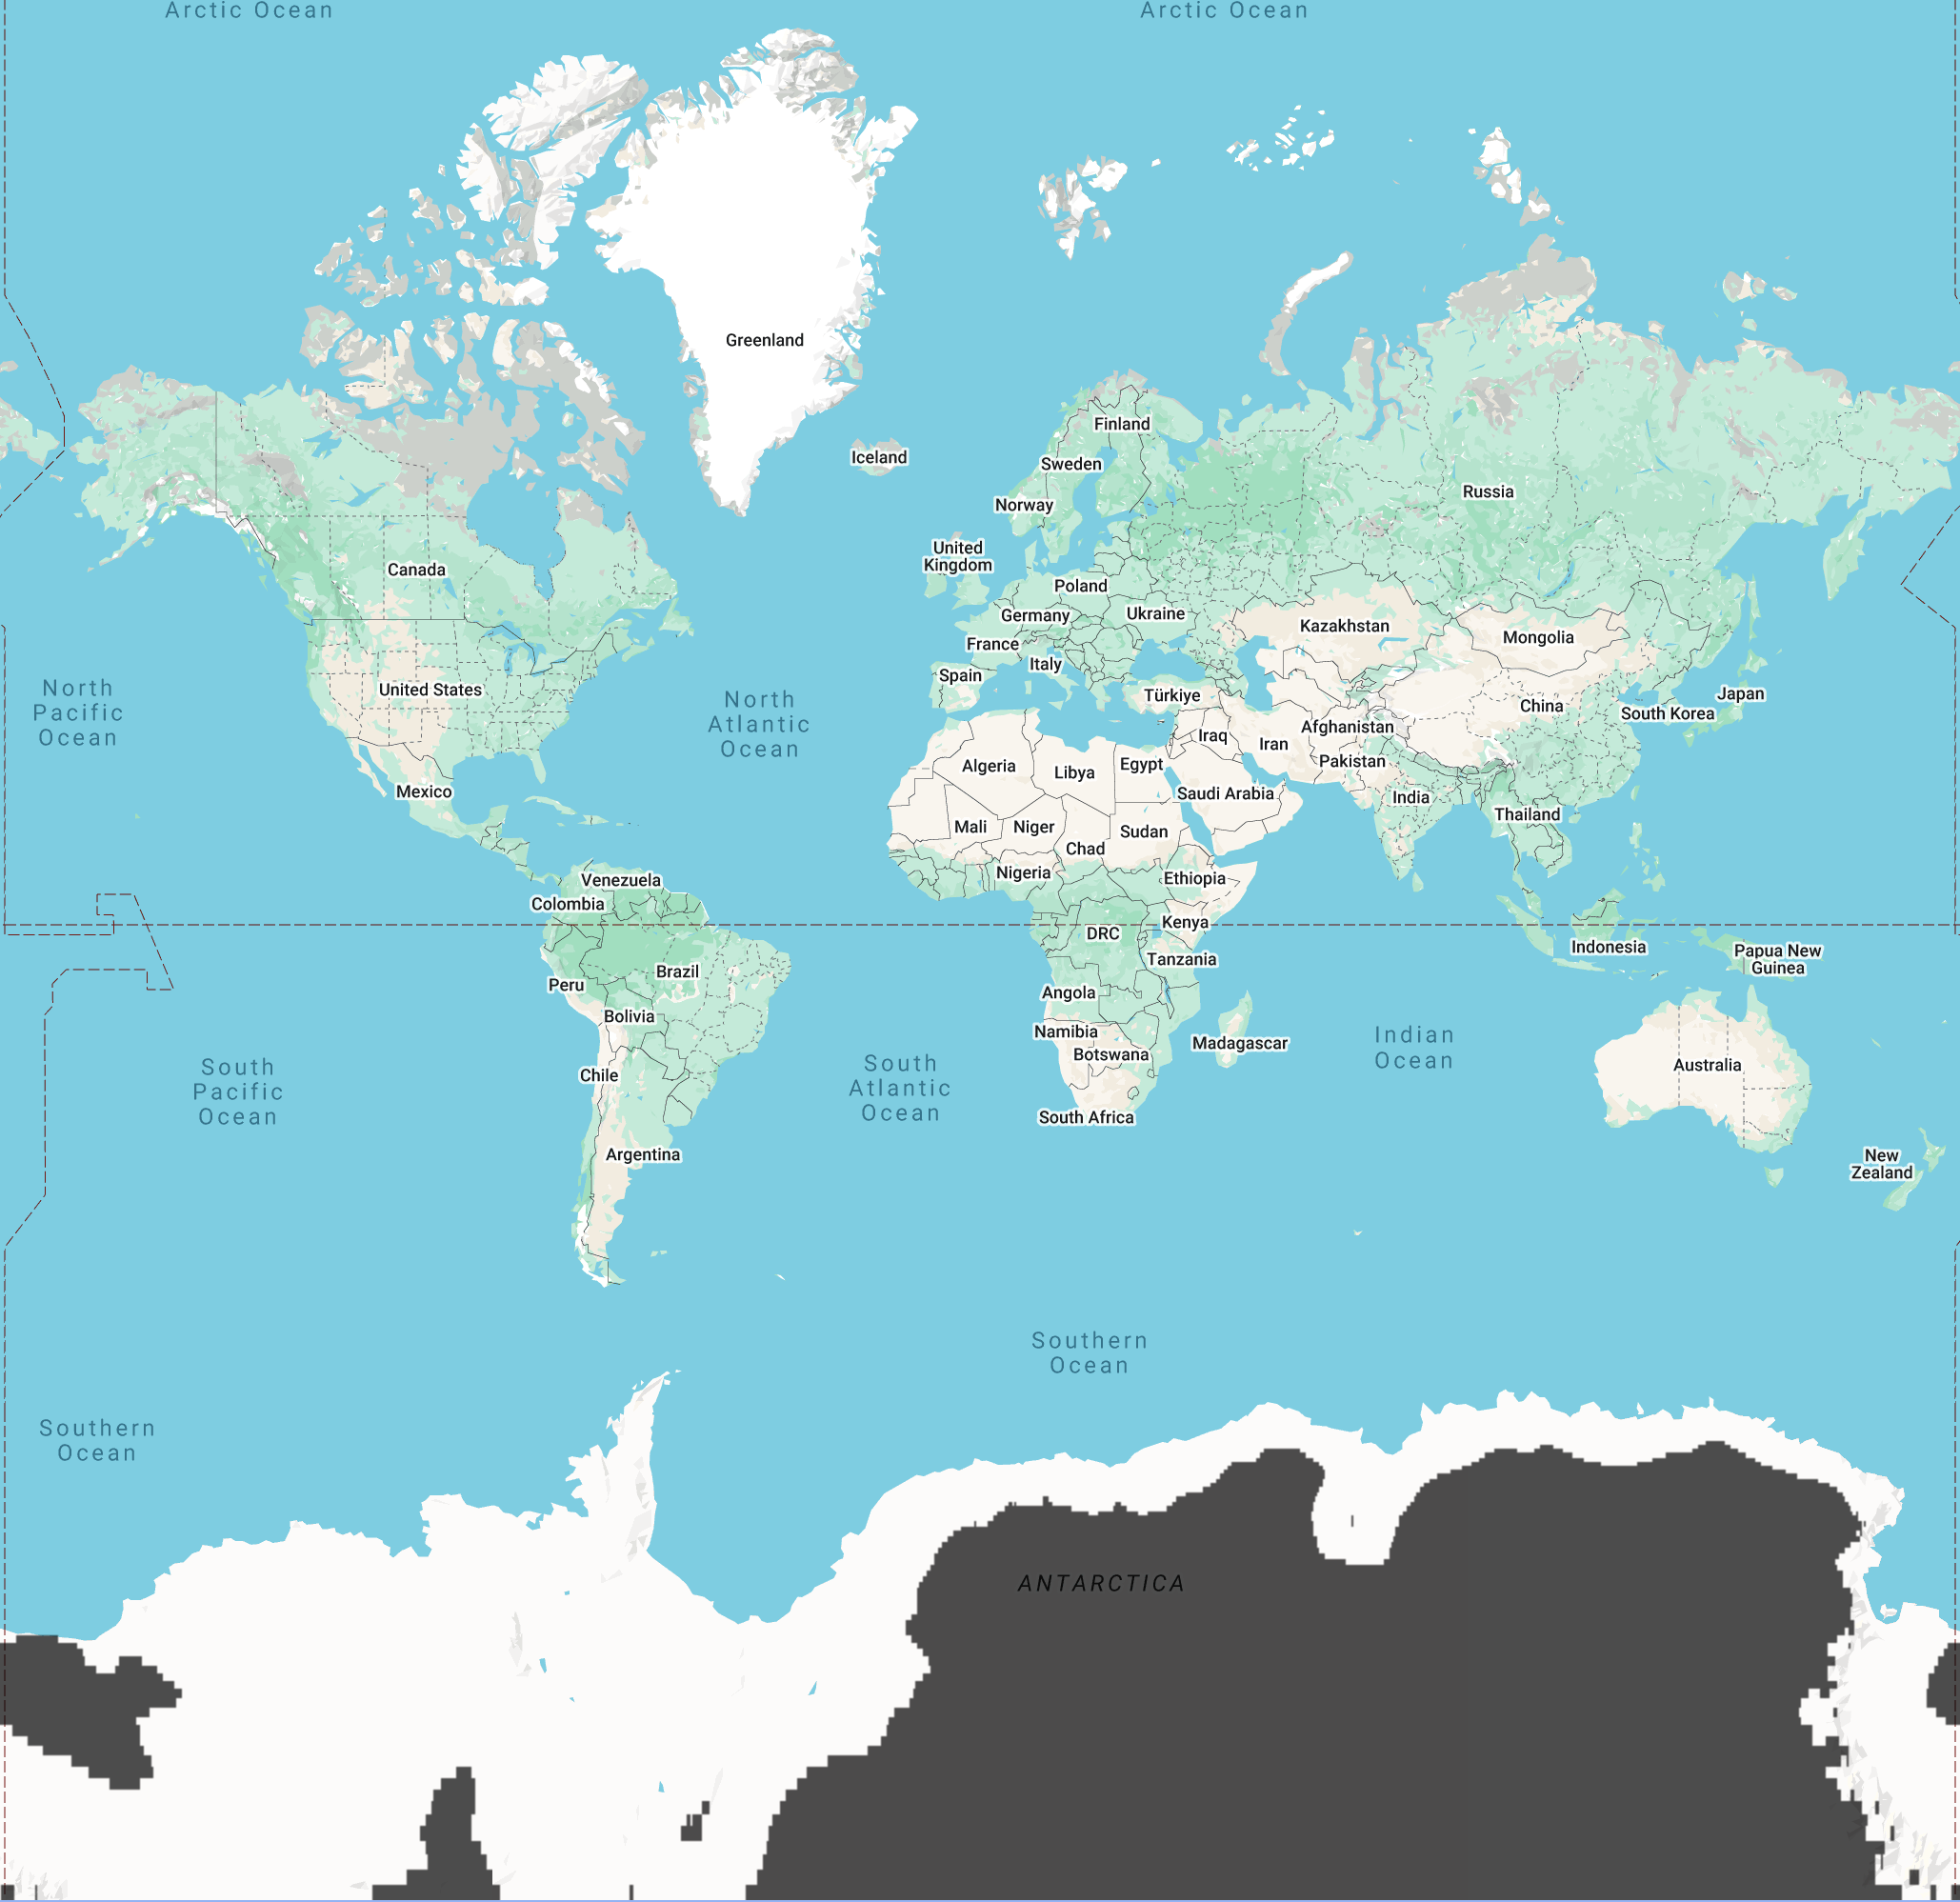 Arctic Ocean
Arctic Ocean
Greenland
Finland
Iceland
Sweden
Russia
Norway
United
Kingdom
Canada
Poland
Germany
Ukraine
Kazakhstan
Mongolia
France
Italy
Spain
United States
Türkiye
Japan
China
South Korea
North
Pacific
Ocean
North
Atlantic
Ocean
Afghanistan
Iraq
Iran
Pakistan
Algeria
Libya
Egypt
Saudi Arabia
India
Mexico
Thailand
Mali
Niger
Sudan
Chad
Nigeria
Ethiopia
Venezuela
Colombia
Kenya
DRC
Indonesia
Papua New
Guinea
Tanzania
Brazil
Peru
Angola
Bolivia
Namibia
Madagascar
Botswana
Indian
Ocean
Australia
Chile
South
Pacific
Ocean
South
Atlantic
Ocean
South Africa
Argentina
New
Zealand
Southern
Ocean
Southern
Ocean
ANTARCTICA